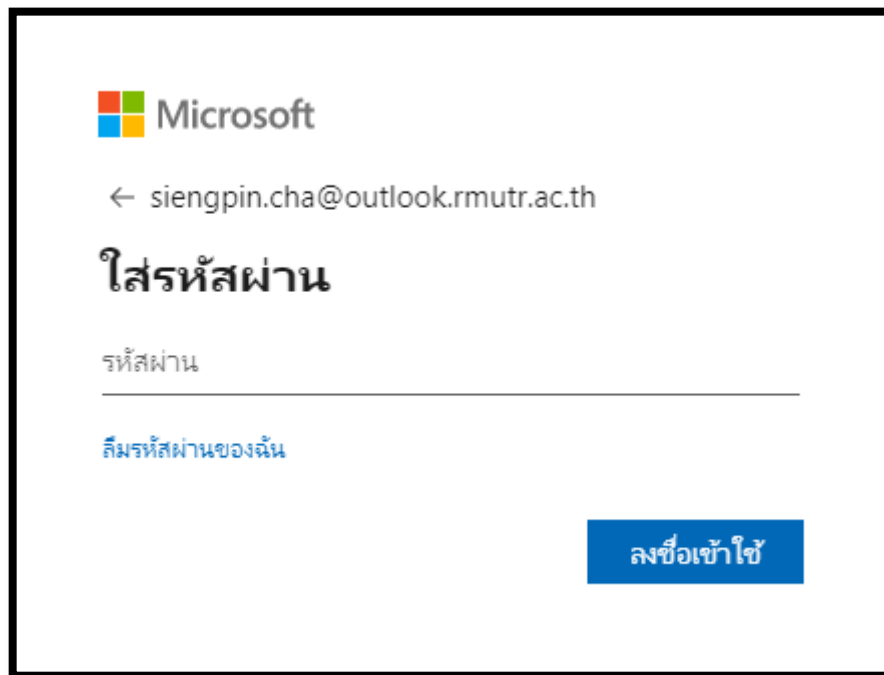 Microsoft
← siengpin.cha@outlook.rmutr.ac.th
ใส่รหัสผ่าน
รหัสผ่าน
ลืมรหัสผ่านของฉัน
ลงชื่อเข้าใช้